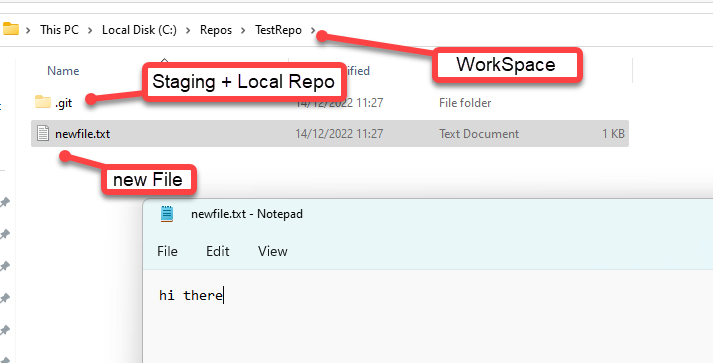 This PC > Local Disk (C:) > Repos > TestRepo >
WorkSpace
Name
Staging + Local Repo
.git 14/12/2022 11:27 File folder
newfile.txt 14/12/2022 11:27 Text Document 1 KB
new File
newfile.txt - Notepad
File Edit View
hi there